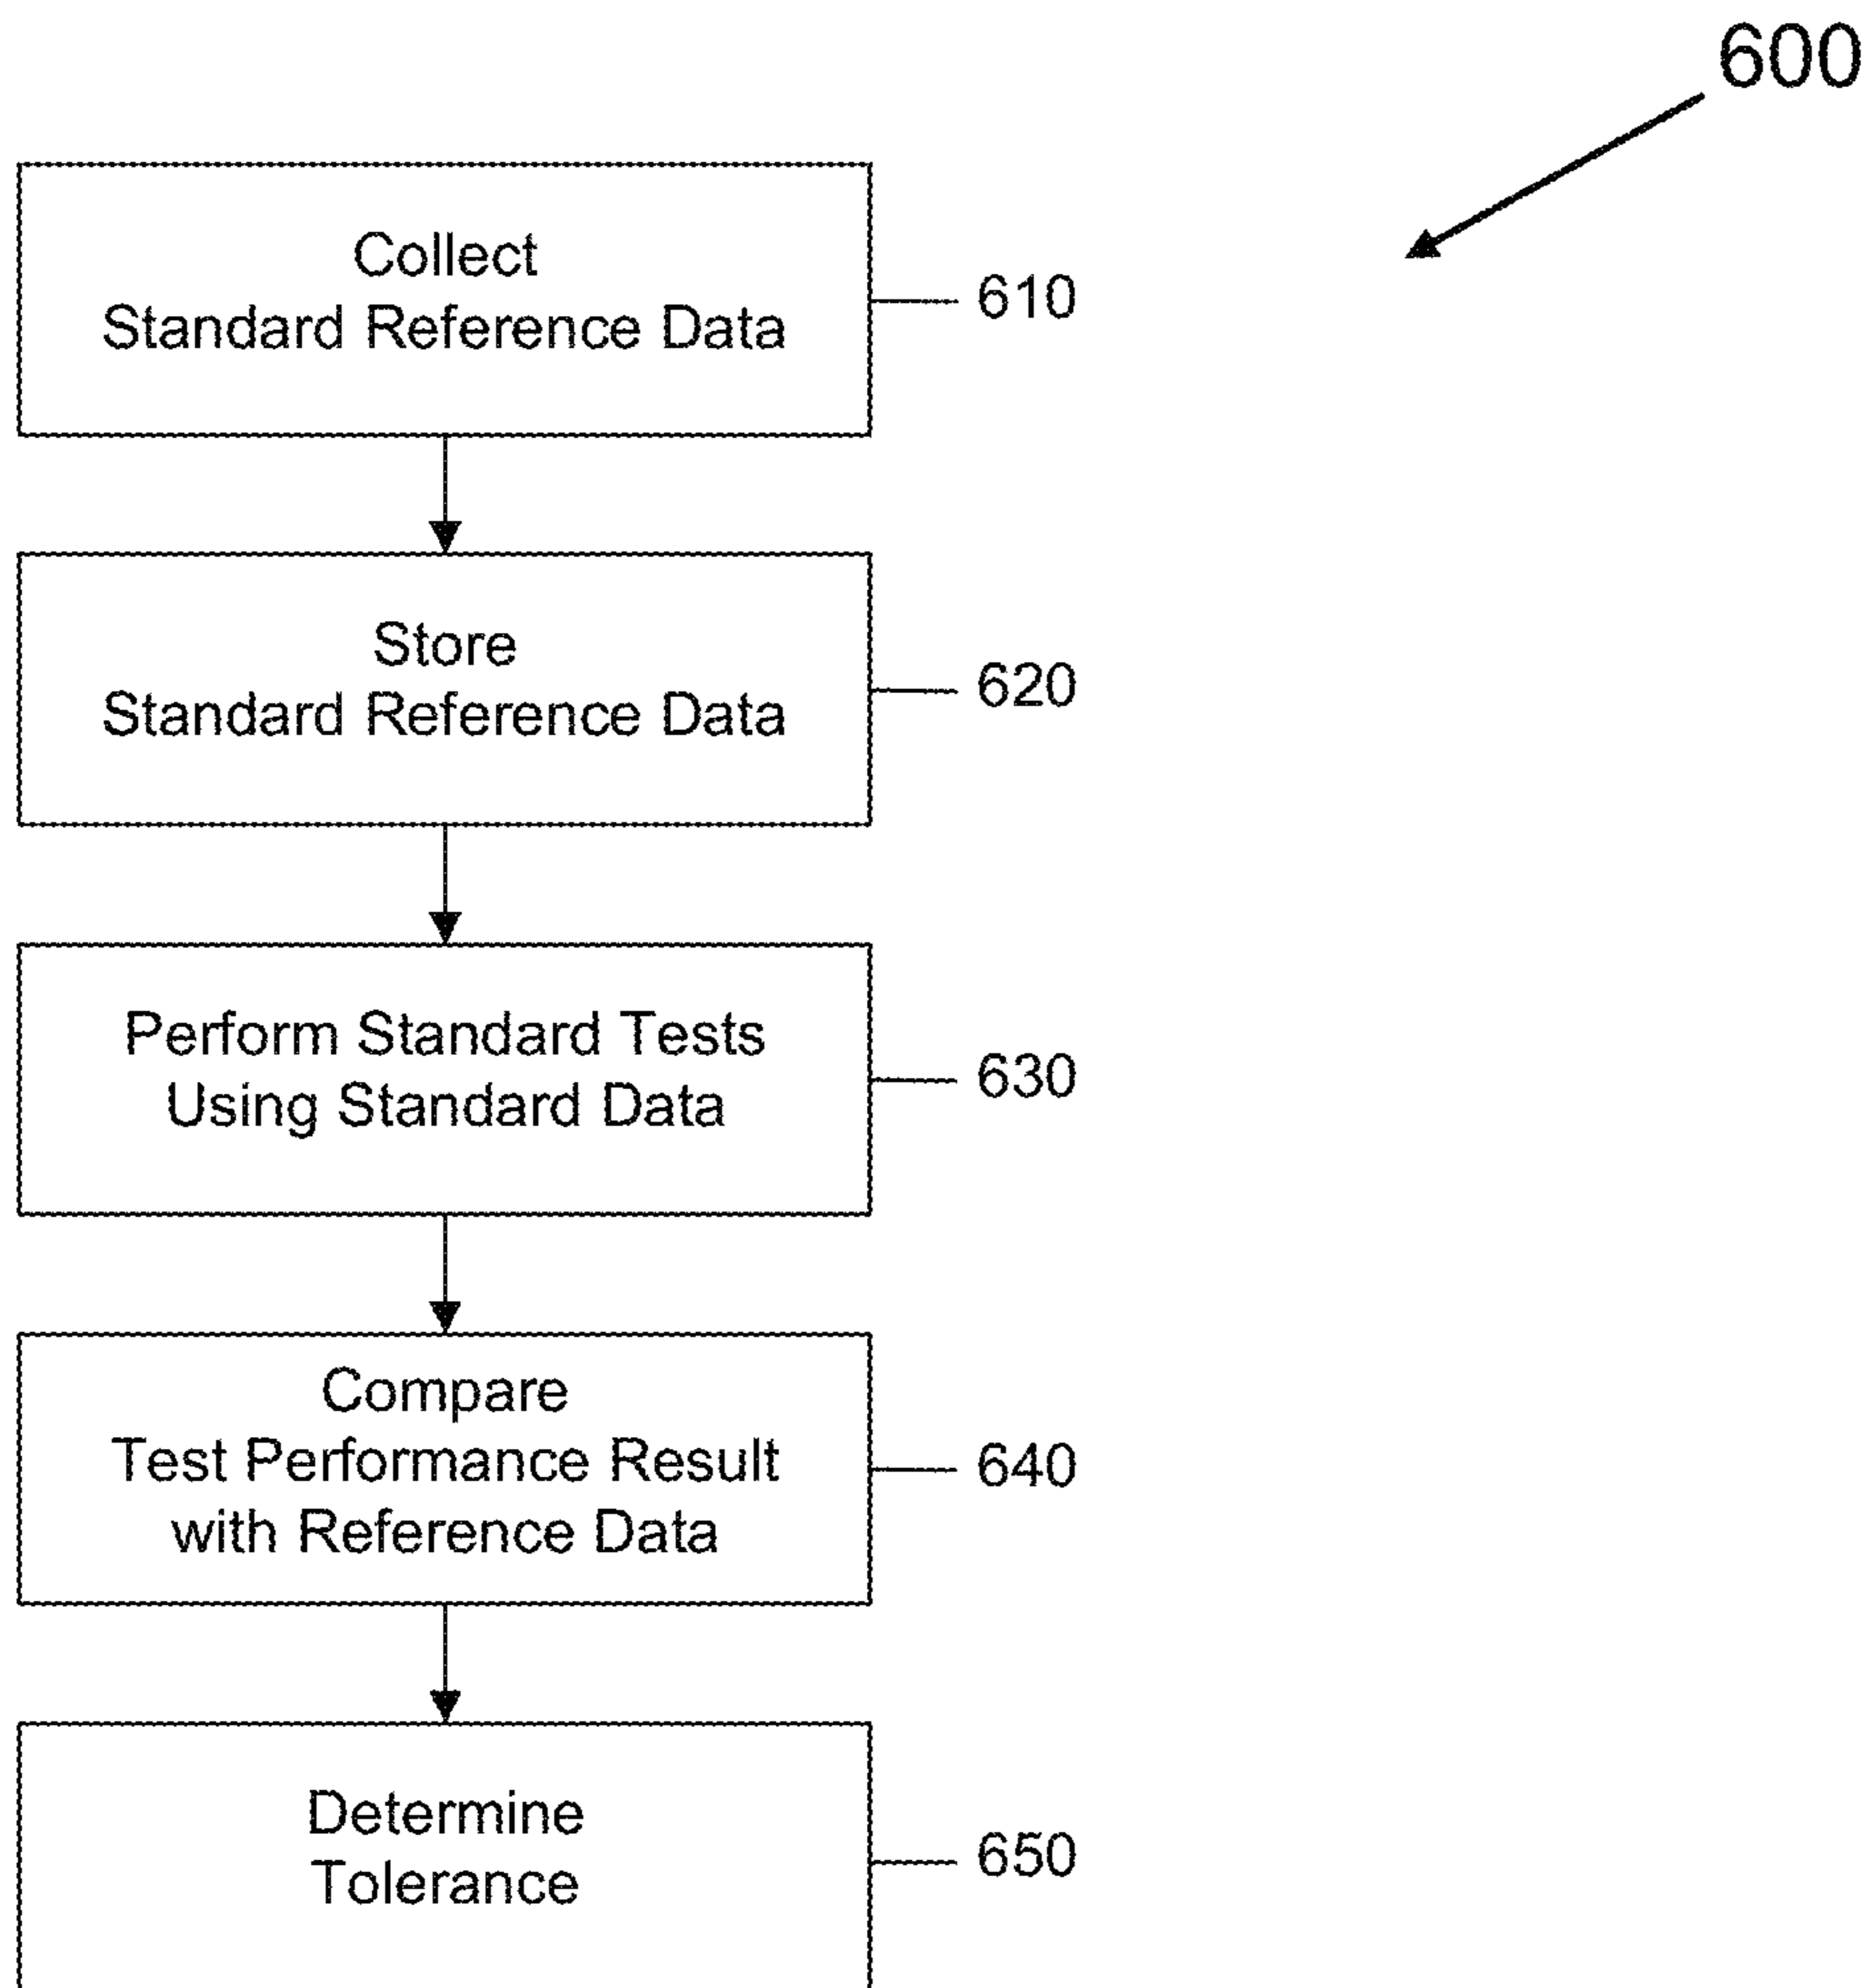 600
Collect
Standard Reference Data
610
Store
Standard Reference Data
620
Perform Standard Tests
Using Standard Data
630
Compare
Test Performance Result
with Reference Data
640
Determine
Tolerance
650